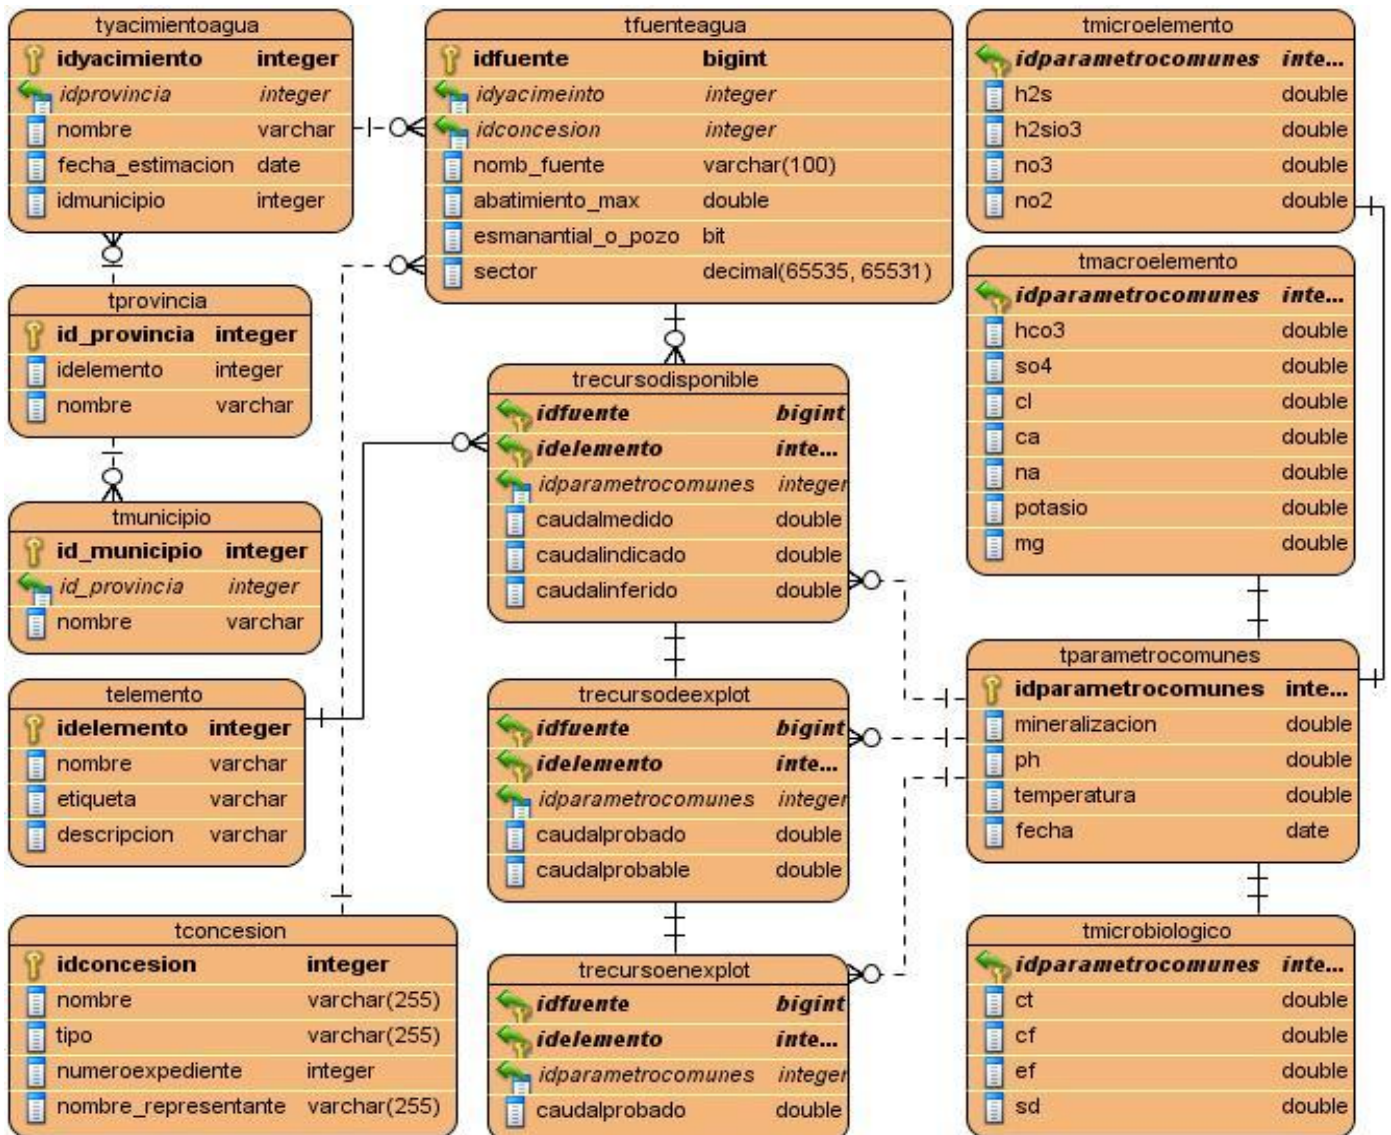 tyacimientoagua
idyacimiento integer
idprovincia integer
nombre varchar
fecha_estimacion date
idmunicipio integer
tprovincia
id_provincia integer
idelemento integer
nombre varchar
tmunicipio
id_municipio integer
id_provincia integer
nombre varchar
telemento
idelemento integer
nombre varchar
etiqueta varchar
descripcion varchar
tconcesion
idconcesion integer
nombre varchar(255)
tipo varchar(255)
numeroexpediente integer
nombre_representante varchar(255)
tfuenteagua
idfuente bigint
idyacimeinto integer
idconcesion integer
nomb_fuente varchar(100)
abatimiento_max double
esmanantial_o_pozo bit
sector decimal(65535, 65531)
trecursodisponible
idfuente bigint
idelemento inte...
idparametrocomunes integer
caudalmedido double
caudalindicado double
caudalinferido double
trecursodeexplot
idfuente bigint
idelemento inte...
idparametrocomunes integer
caudalprobado double
caudalprobable double
trecursoenexplot
idfuente bigint
idelemento inte...
idparametrocomunes integer
caudalprobado double
tmicroelemento
idparametrocomunes inte...
h2s double
h2sio3 double
no3 double
no2 double
tmacroelemento
idparametrocomunes inte...
hco3 double
so4 double
cl double
ca double
na double
potasio double
mg double
tparametrocomunes
idparametrocomunes inte...
mineralizacion double
ph double
temperatura double
fecha date
tmicrobiologico
idparametrocomunes inte...
ct double
cf double
ef double
sd double